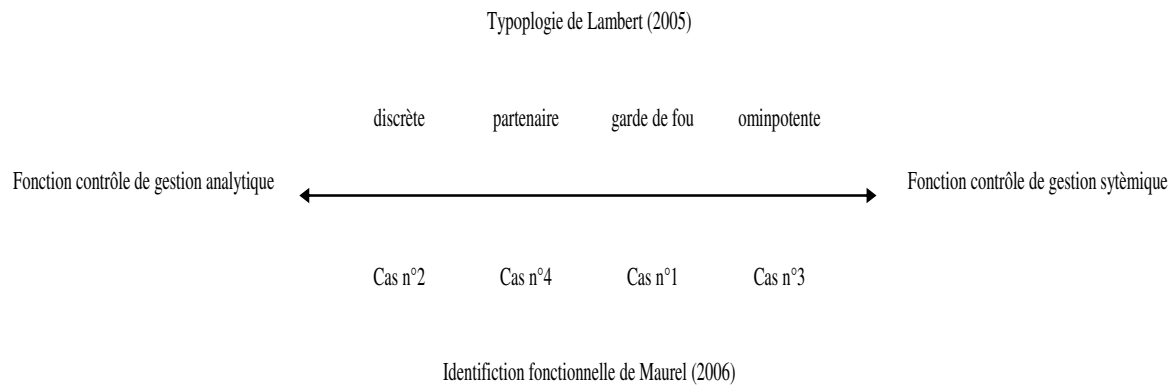 Typoplogie de Lambert (2005)
discrète partenaire garde de fou ominpotente
Fonction contrôle de gestion analytique Fonction contrôle de gestion sytèmique
Cas n°2 Cas n°4 Cas n°1 Cas n°3
Identifiction fonctionnelle de Maurel (2006)